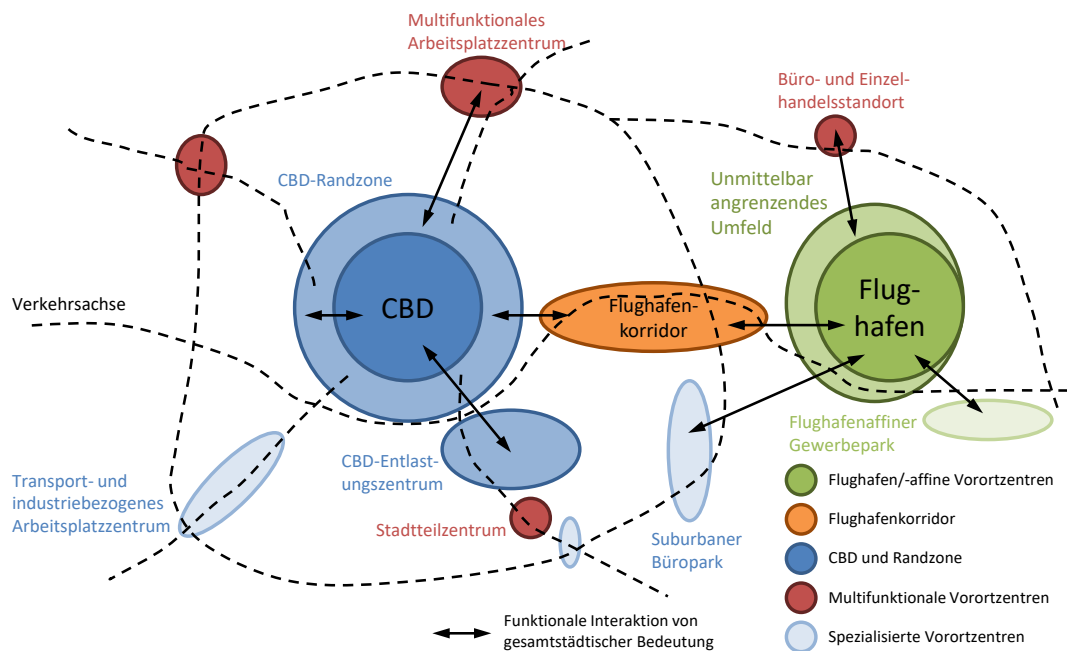 Multifunktionales
Arbeitsplatzzentrum
Büro- und Einzel-
handelsstandort
CBD-Randzone
Unmittelbar
angrenzendes
Umfeld
Verkehrsachse
CBD
Flughafen-
korridor
Flug-
hafen
Flughafenaffiner
Gewerbepark
CBD-Entlast-
ungszentrum
Transport- und
industriebezogenes
Arbeitsplatzzentrum
Stadtteilzentrum
Suburbaner
Büropark
Flughafen/-affine Vorortzentren
Flughafenkorridor
CBD und Randzone
Multifunktionale Vorortzentren
Spezialisierte Vorortzentren
Funktionale Interaktion von
gesamtstädtischer Bedeutung